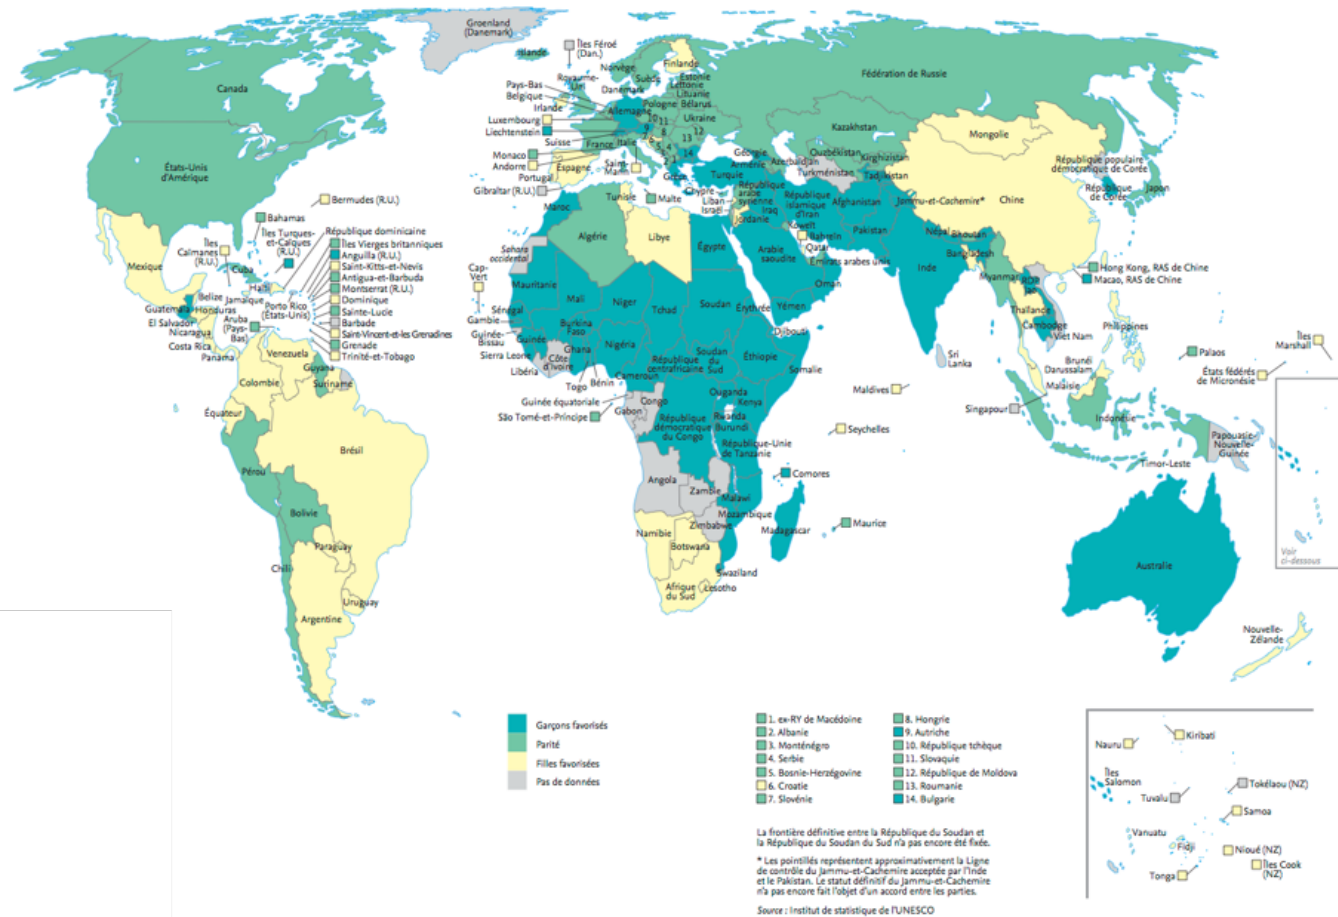 Groenland
(Danemark)
Islande
Îles Féroé
(Dan.)
Norvège
Suède
Finlande
Estonie
Lettonie
Lituanie
Danemark
Royaume-
Uni
Pays-Bas
Belgique
Irlande
Luxembourg
Liechtenstein
Suisse
Monaco
Andorre
Portugal
Gibraltar (R.U.)
Allemagne
Pologne
Bélarus
Ukraine
France
Italie
Espagne
Saint-
Marin
Grèce
Malte
10
11
9
8
7
6
5
4
13
12
14
2
1
Fédération de Russie
Canada
États-Unis
d'Amérique
Kazakhstan
Mongolie
Géorgie
Arménie
Azerbaïdjan
Turquie
Ouzbékistan
Turkménistan
Kirghizistan
Tadjikistan
République populaire
démocratique de Corée
République
de Corée
Japon
Chine
Jammu-et-Cachemire*
Afghanistan
Pakistan
Chypre
Liban
Israël
République
arabe
syrienne
Iraq
Jordanie
République
islamique
d'Iran
Koweït
Bahreïn
Qatar
Émirats arabes unis
Arabie
saoudite
Oman
Yémen
Népal
Bhoutan
Bangladesh
Inde
Myanmar
RDP
lao
Thaïlande
Cambodge
Viet Nam
Hong Kong, RAS de Chine
Macao, RAS de Chine
Philippines
Brunéi
Darussalam
Malaisie
Singapour
Indonésie
Timor-Leste
Papouasie-
Nouvelle-
Guinée
Palaos
Îles
Marshall
États fédérés
de Micronésie
Sri
Lanka
Maldives
Seychelles
Comores
Maurice
Madagascar
Australie
Nouvelle-
Zélande
Voir
ci-dessous
Mexique
Bermudes (R.U.)
Bahamas
Îles Turques-
et-Caïques
(R.U.)
Îles
Caïmanes
(R.U.)
Cuba
Haïti
Jamaïque
République dominicaine
Îles Vierges britanniques
Anguilla (R.U.)
Saint-Kitts-et-Nevis
Antigua-et-Barbuda
Montserrat (R.U.)
Dominique
Sainte-Lucie
Barbade
Saint-Vincent-et-les Grenadines
Grenade
Trinité-et-Tobago
Porto Rico
(États-Unis)
Aruba
(Pays-
Bas)
Belize
Guatemala
Honduras
El Salvador
Nicaragua
Costa Rica
Panama
Venezuela
Guyana
Suriname
Colombie
Équateur
Pérou
Brésil
Bolivie
Paraguay
Chili
Argentine
Uruguay
Maroc
Algérie
Tunisie
Libye
Égypte
Sahara
occidental
Cap-
Vert
Mauritanie
Mali
Niger
Tchad
Soudan
Érythrée
Djibouti
Sénégal
Gambie
Guinée-
Bissau
Guinée
Sierra Leone
Libéria
Côte
d'Ivoire
Burkina
Faso
Ghana
Togo
Bénin
Nigéria
Cameroun
République
centrafricaine
Soudan
du
Sud
Éthiopie
Somalie
Guinée équatoriale
São Tomé-et-Principe
Gabon
Congo
République
démocratique
du Congo
Ouganda
Kenya
Rwanda
Burundi
République-Unie
de Tanzanie
Angola
Zambie
Malawi
Mozambique
Zimbabwe
Namibie
Botswana
Swaziland
Lesotho
Afrique
du Sud
Garçons favorisés
Parité
Filles favorisées
Pas de données
1. ex-RY de Macédoine
2. Albanie
3. Monténégro
4. Serbie
5. Bosnie-Herzégovine
6. Croatie
7. Slovénie
8. Hongrie
9. Autriche
10. République tchèque
11. Slovaquie
12. République de Moldova
13. Roumanie
14. Bulgarie
La frontière définitive entre la République du Soudan et
la République du Soudan du Sud n'a pas encore été fixée.
* Les pointillés représentent approximativement la Ligne
de contrôle du Jammu-et-Cachemire acceptée par l'Inde
et le Pakistan. Le statut définitif du Jammu-et-Cachemire
n'a pas encore fait l'objet d'un accord entre les parties.
Source : Institut de statistique de l'UNESCO
Nauru
Kiribati
Îles
Salomon
Tuvalu
Tokélaou (NZ)
Samoa
Vanuatu
Fidji
Nioué (NZ)
Îles Cook
(NZ)
Tonga